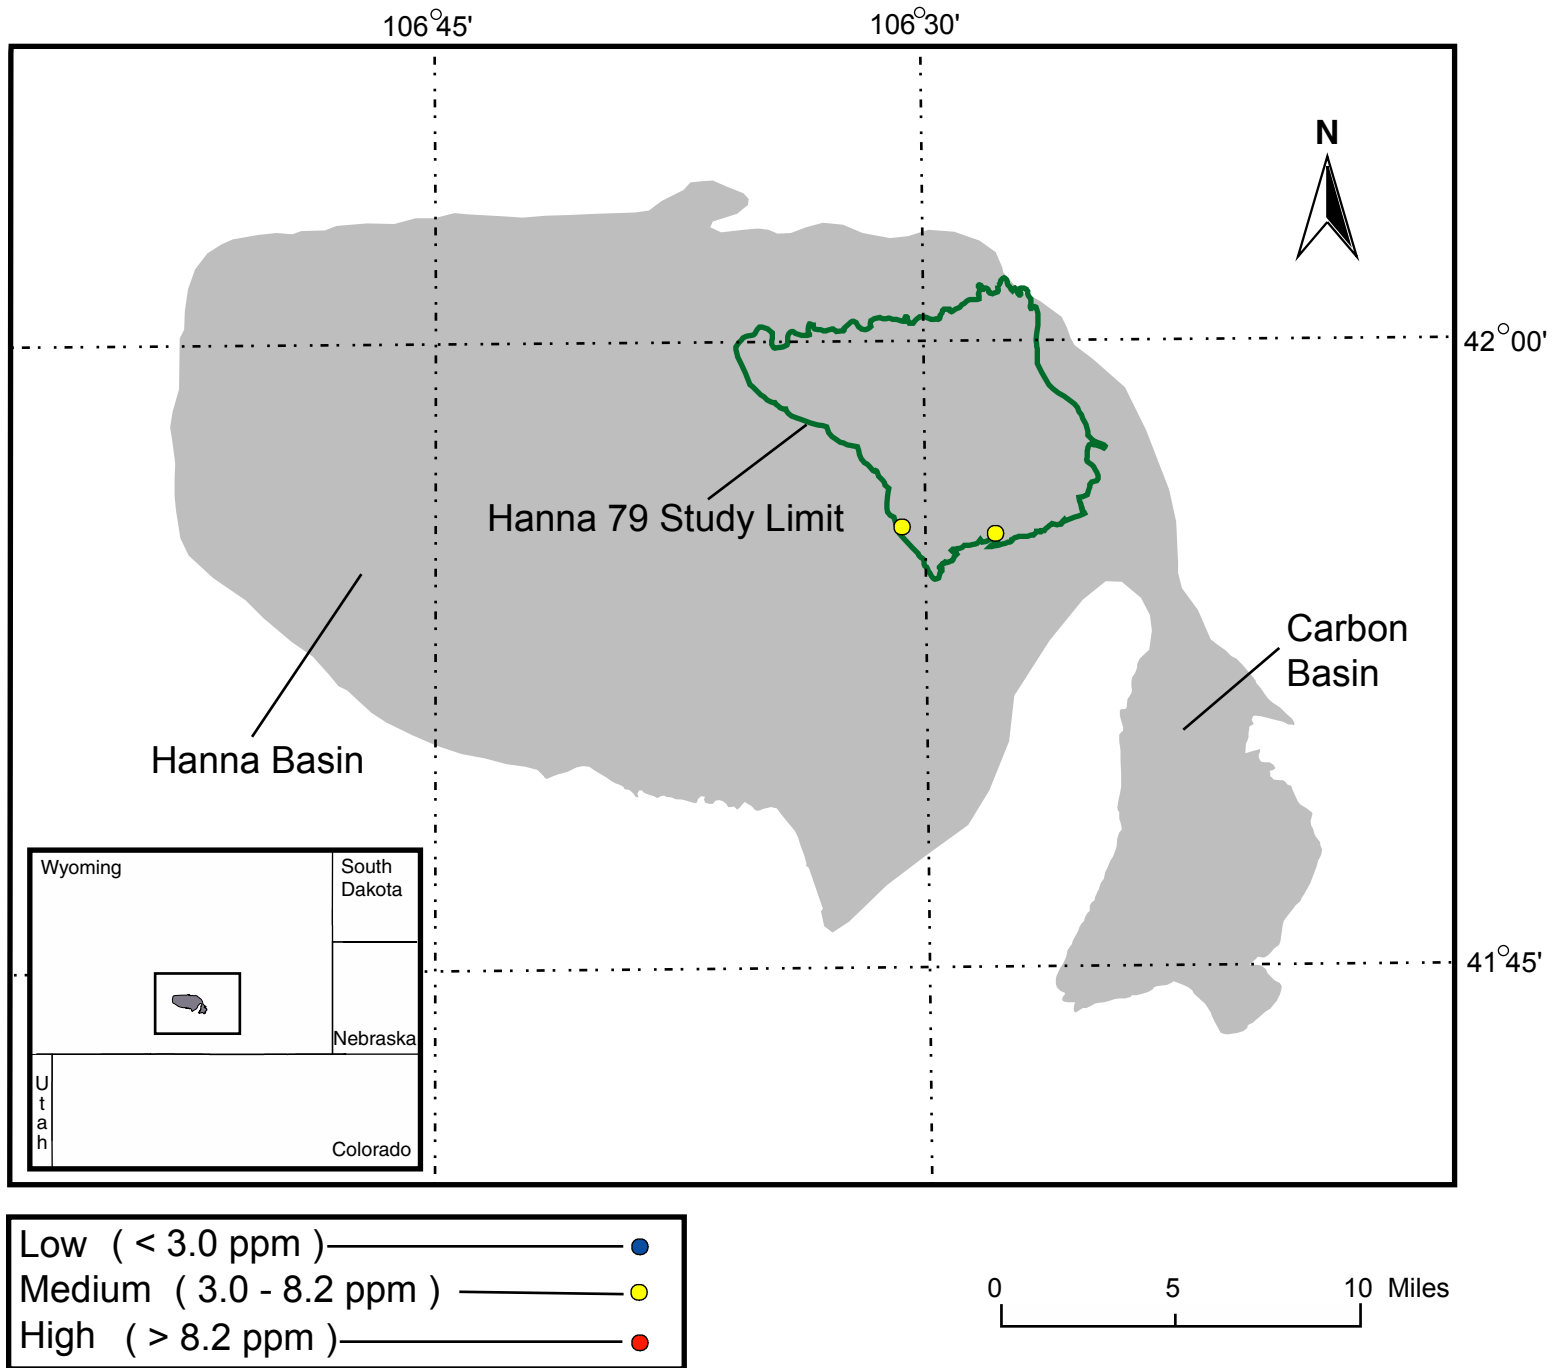 106°45'
106°30'
N
42°00'
Hanna 79 Study Limit
Carbon
Basin
Hanna Basin
Wyoming
South
Dakota
41°45'
Nebraska
U
t
a
h
Colorado
Low ( < 3.0 ppm )
Medium ( 3.0 - 8.2 ppm )
High ( > 8.2 ppm )
0 5 10 Miles